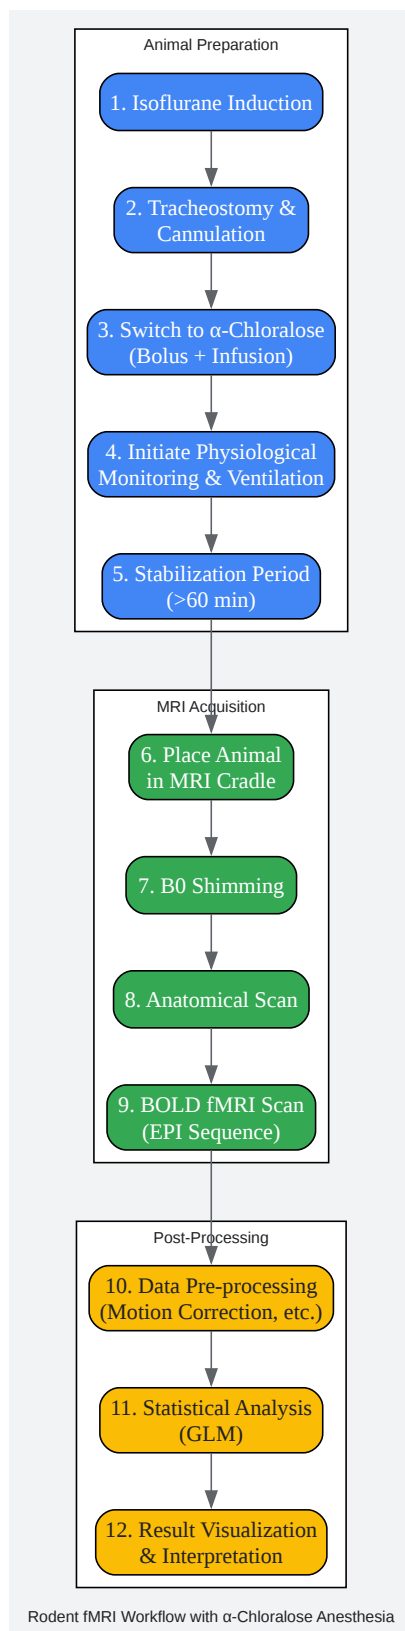 Animal Preparation
1. Isoflurane Induction
2. Tracheostomy &
Cannulation
3. Switch to α-Chloralose
(Bolus + Infusion)
4. Initiate Physiological
Monitoring & Ventilation
5. Stabilization Period
(>60 min)
MRI Acquisition
6. Place Animal
in MRI Cradle
7. B0 Shimming
8. Anatomical Scan
9. BOLD fMRI Scan
(EPI Sequence)
Post-Processing
10. Data Pre-processing
(Motion Correction, etc.)
11. Statistical Analysis
(GLM)
12. Result Visualization
& Interpretation
Rodent fMRI Workflow with α-Chloralose Anesthesia